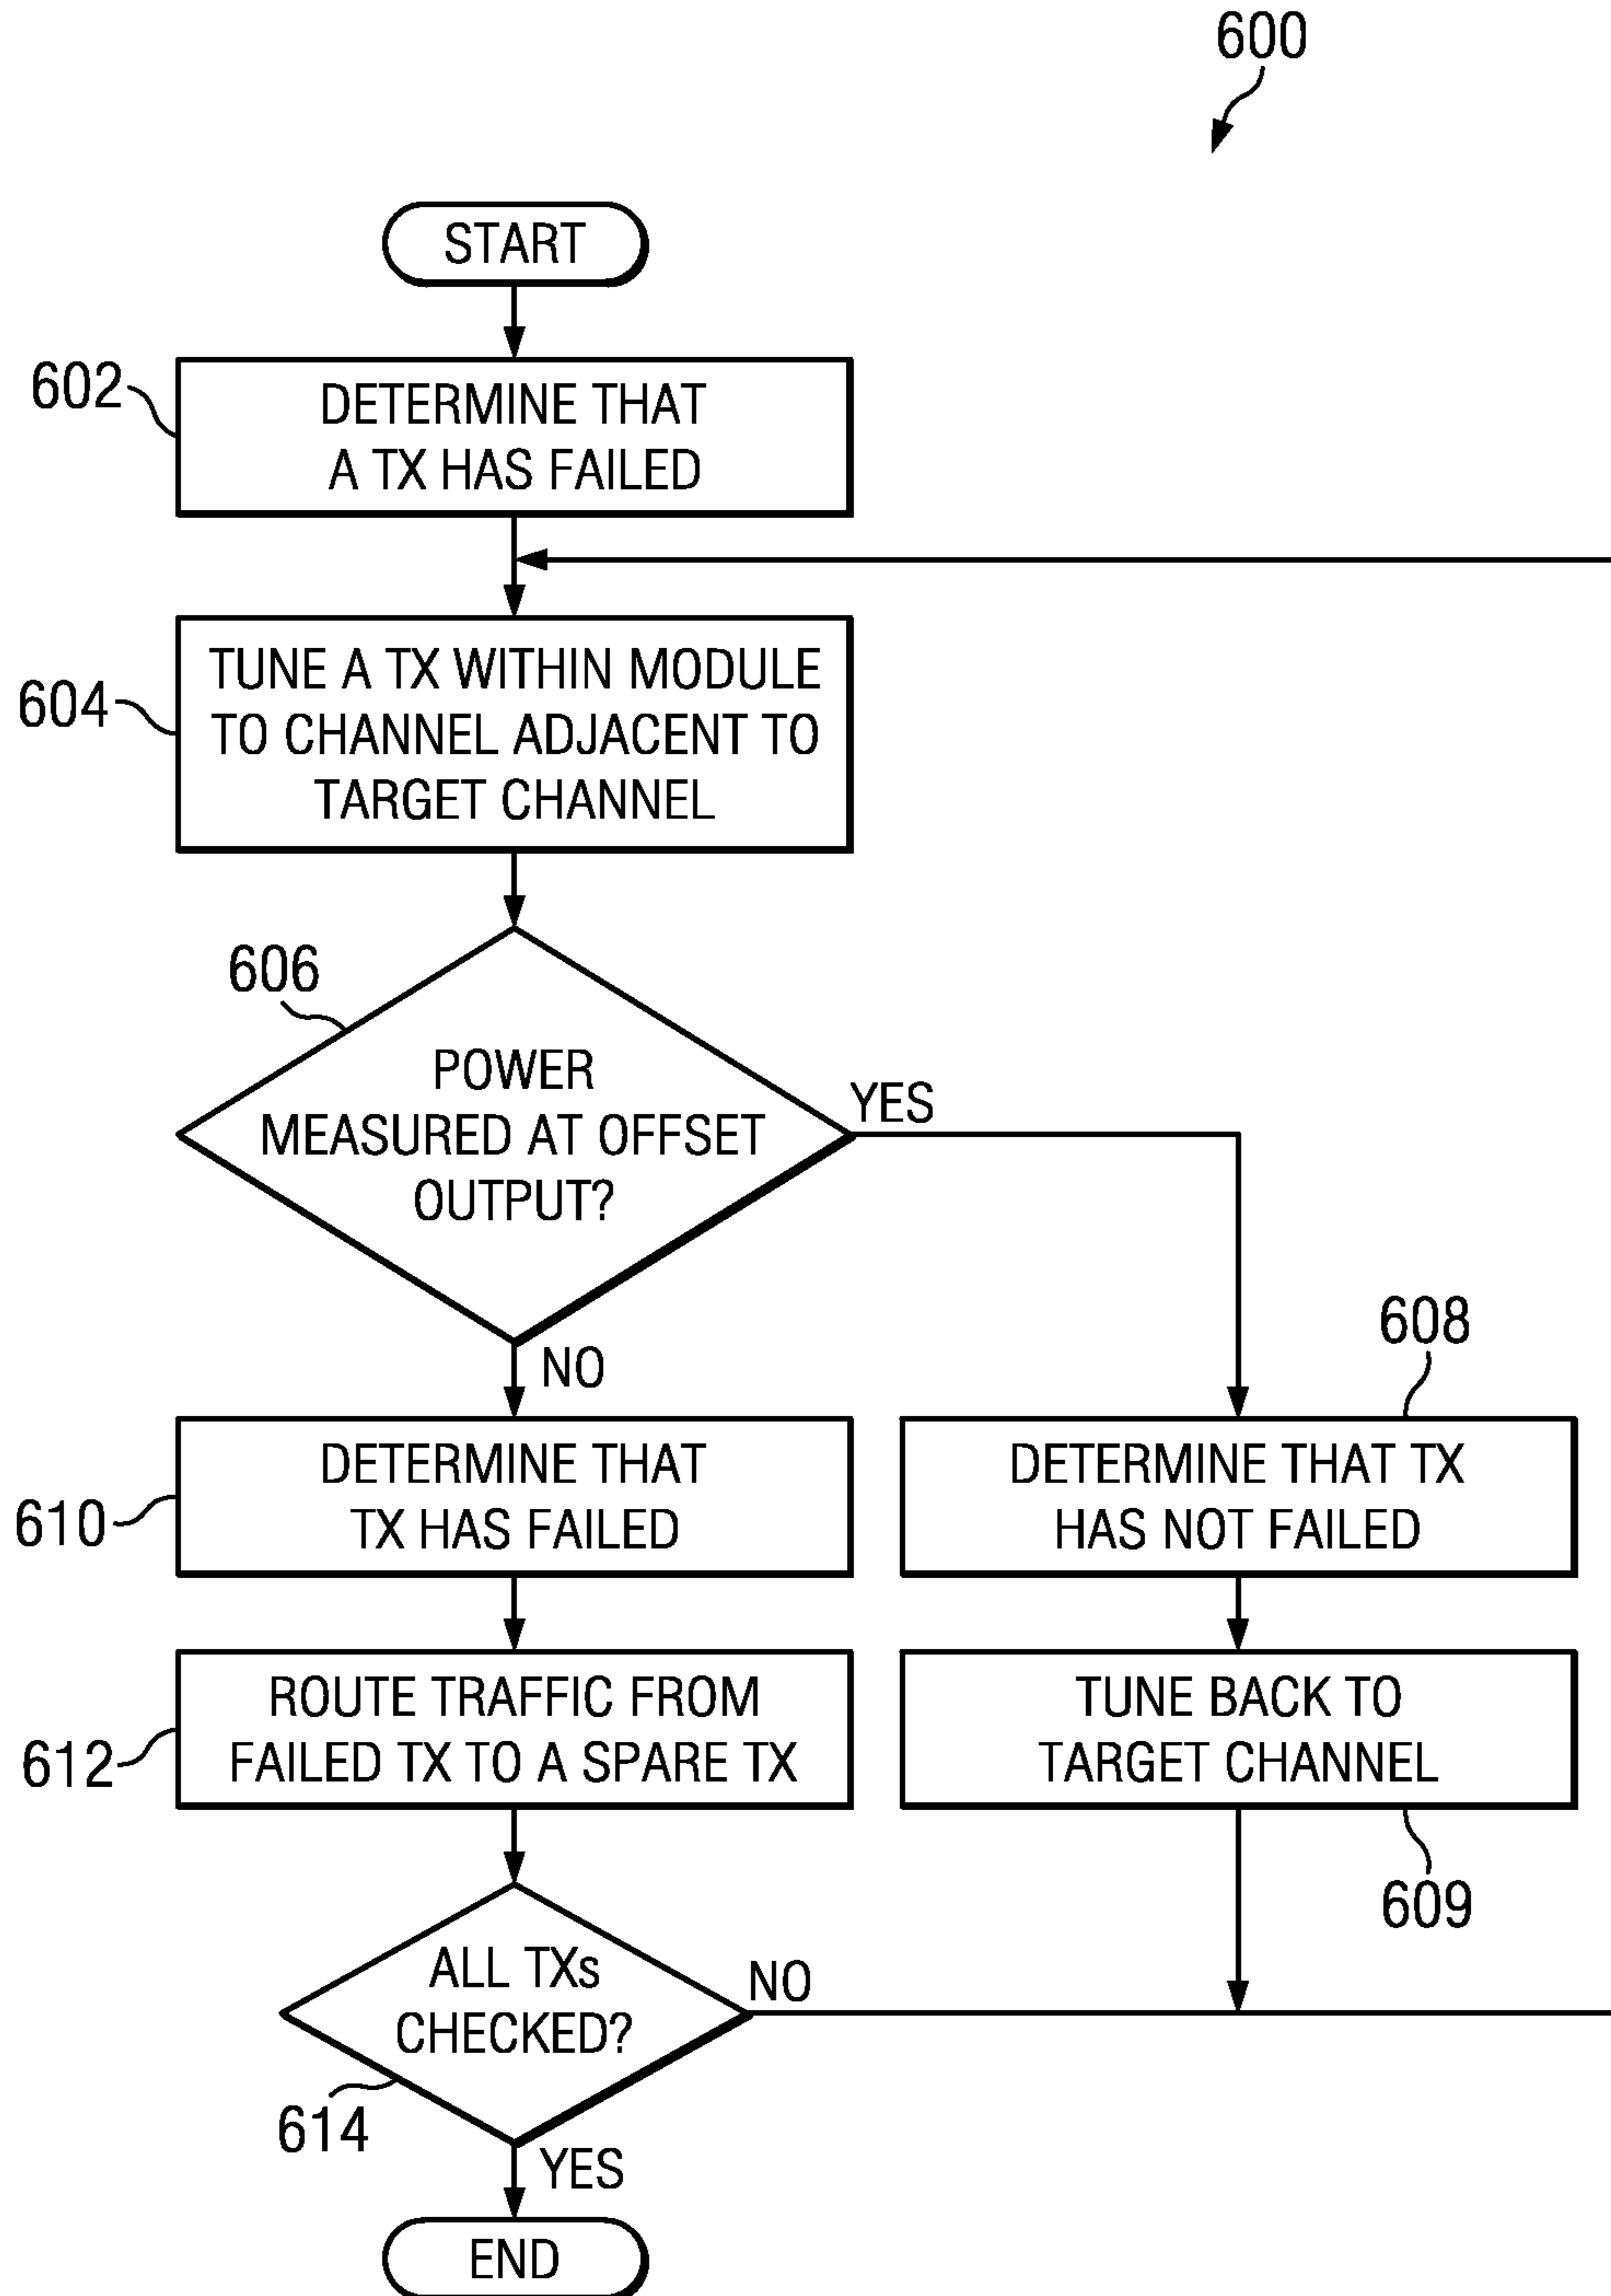 600
START
602
DETERMINE THAT
A TX HAS FAILED
604
TUNE A TX WITHIN MODULE
TO CHANNEL ADJACENT TO
TARGET CHANNEL
606
POWER
MEASURED AT OFFSET
OUTPUT?
YES
NO
608
610
DETERMINE THAT
TX HAS FAILED
DETERMINE THAT TX
HAS NOT FAILED
612
ROUTE TRAFFIC FROM
FAILED TX TO A SPARE TX
TUNE BACK TO
TARGET CHANNEL
609
ALL TXs
CHECKED?
NO
614
YES
END